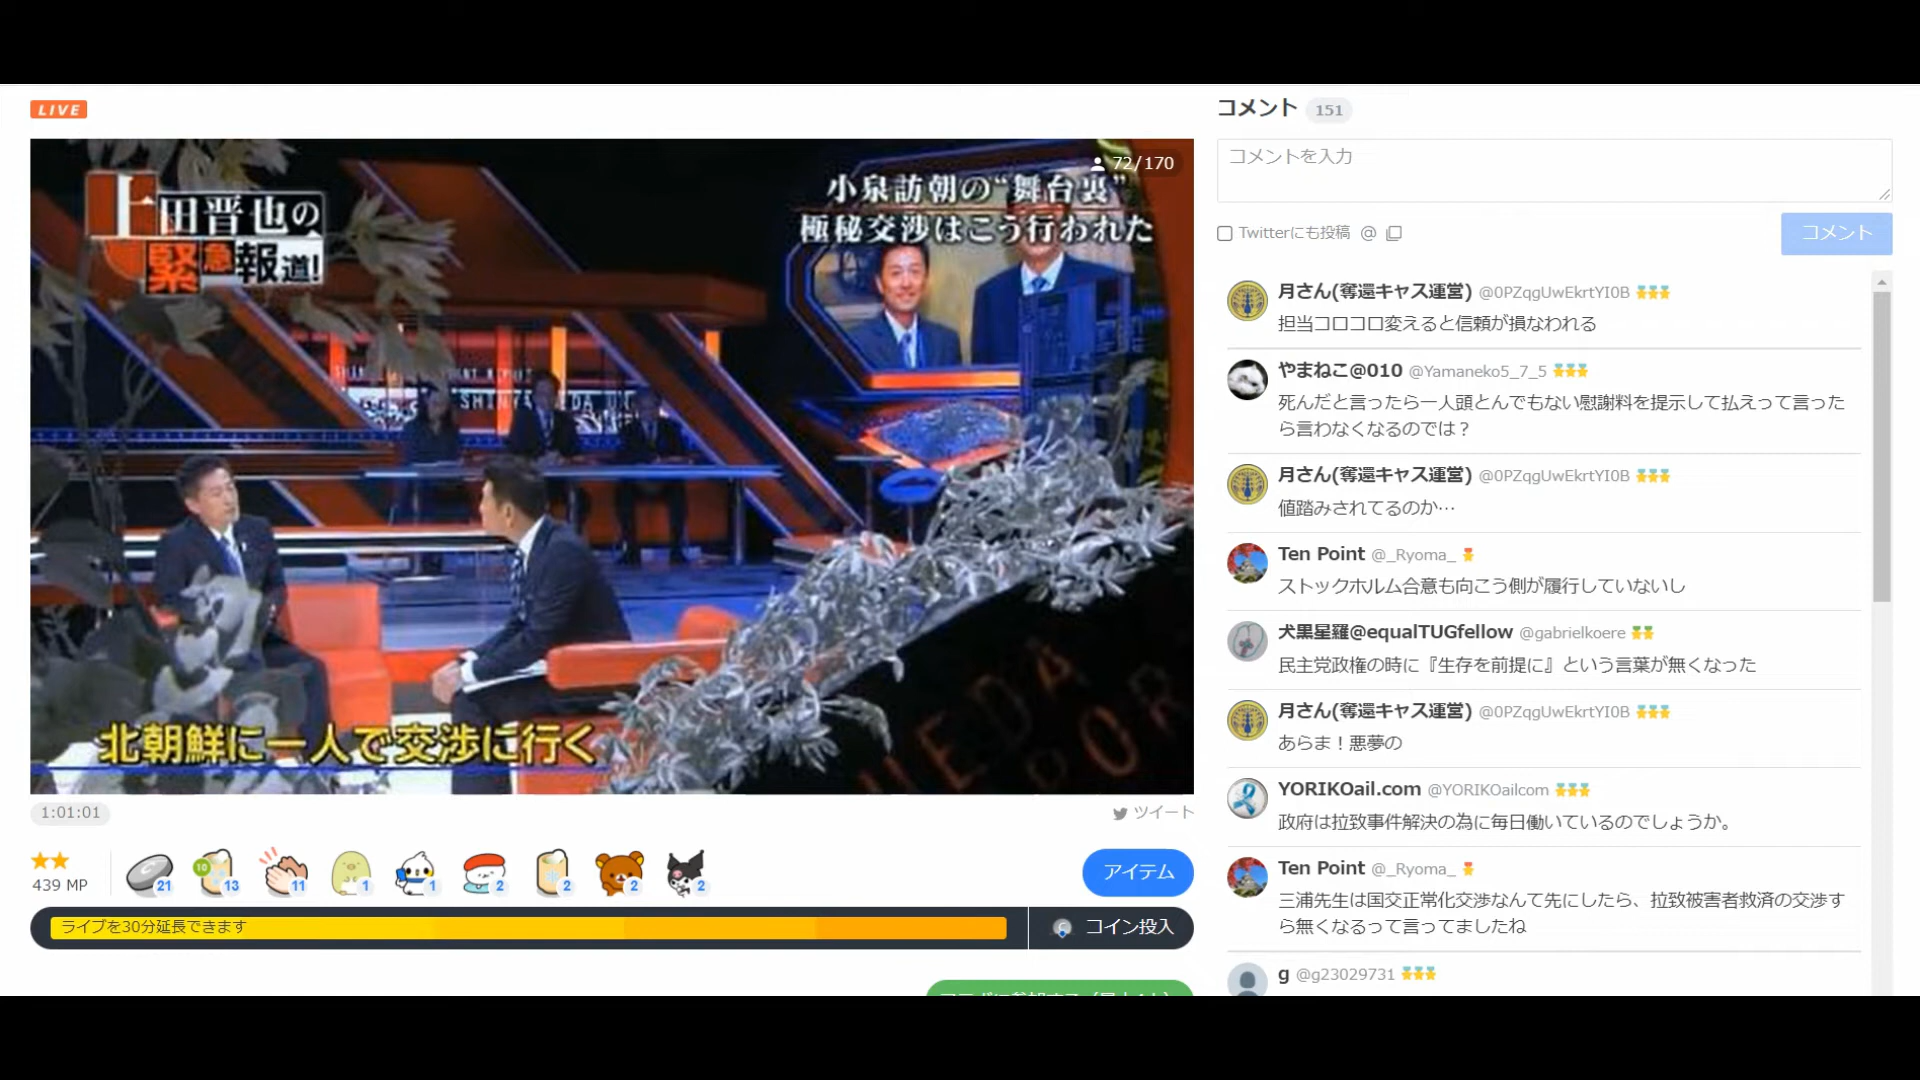 LIVE
上田晋也の
緊急報道!
72/170
小泉訪朝の“舞台裏”
極秘交渉はこう行われた
北朝鮮に一人で交渉に行く
1:01:01
ツイート
439 MP
21
10
13
11
1
1
2
2
2
2
アイテム
ライブを30分延長できます
コイン投入
コメント 151
コメントを入力
Twitterにも投稿 @
コメント
月さん(奪還キャス運営) @0PZqgUwEkrtYI0B
担当コロコロ変えると信頼が損なわれる
やまねこ@010 @Yamaneko5_7_5
死んだと言ったら一人頭とんでもない慰謝料を提示して払えって言った
ら言わなくなるのでは？
月さん(奪還キャス運営) @0PZqgUwEkrtYI0B
値踏みされてるのか…
Ten Point @_Ryoma_
ストックホルム合意も向こう側が履行していないし
犬黒星羅@equalTUGfellow @gabrielkoere
民主党政権の時に『生存を前提に』という言葉が無くなった
月さん(奪還キャス運営) @0PZqgUwEkrtYI0B
あらま！悪夢の
YORIKOail.com @YORIKOailcom
政府は拉致事件解決の為に毎日働いているのでしょうか。
Ten Point @_Ryoma_
三浦先生は国交正常化交渉なんて先にしたら、拉致被害者救済の交渉す
ら無くなるって言ってましたね
g @g23029731